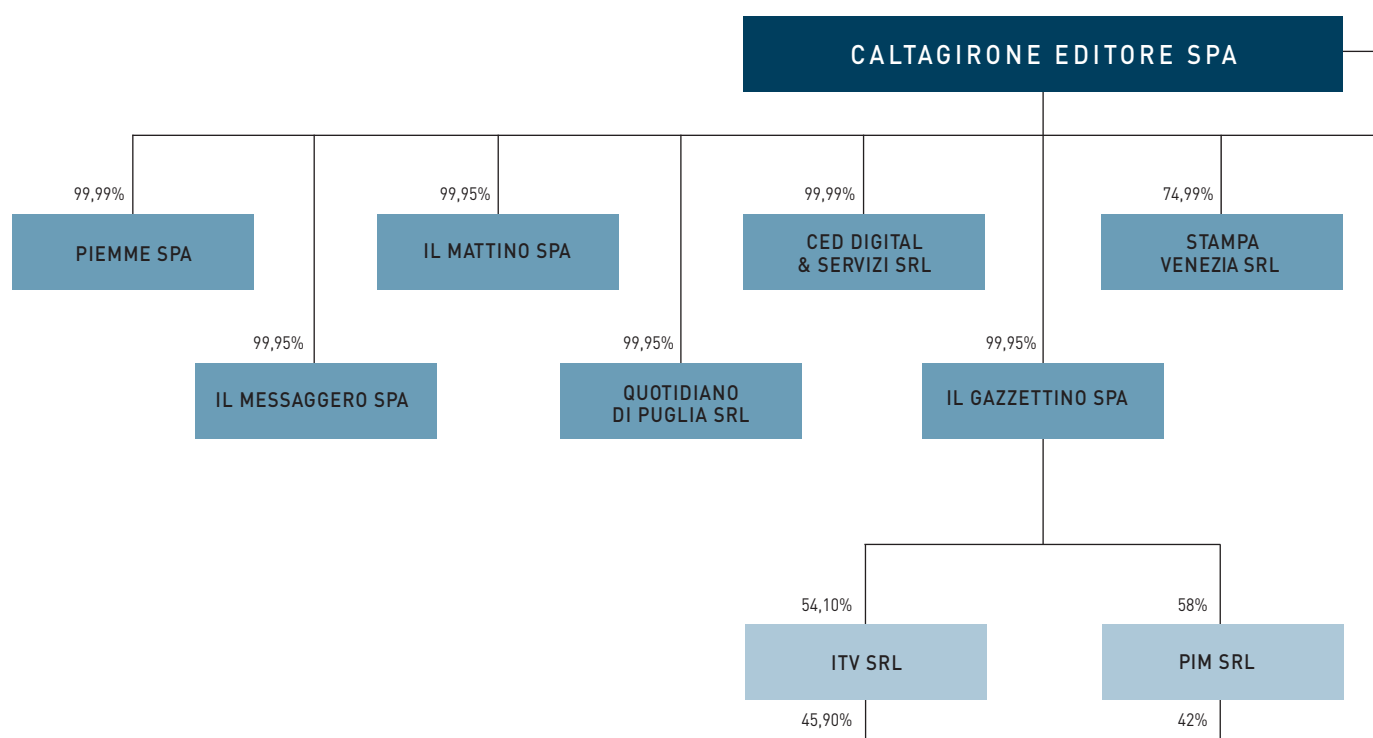 CALTAGIRONE EDITORE SPA
99,99%
PIEMME SPA
99,95%
IL MATTINO SPA
99,99%
CED DIGITAL
& SERVIZI SRL
74,99%
STAMPA
VENEZIA SRL
99,95%
IL MESSAGGERO SPA
99,95%
QUOTIDIANO
DI PUGLIA SRL
99,95%
IL GAZZETTINO SPA
54,10%
ITV SRL
45,90%
58%
PIM SRL
42%